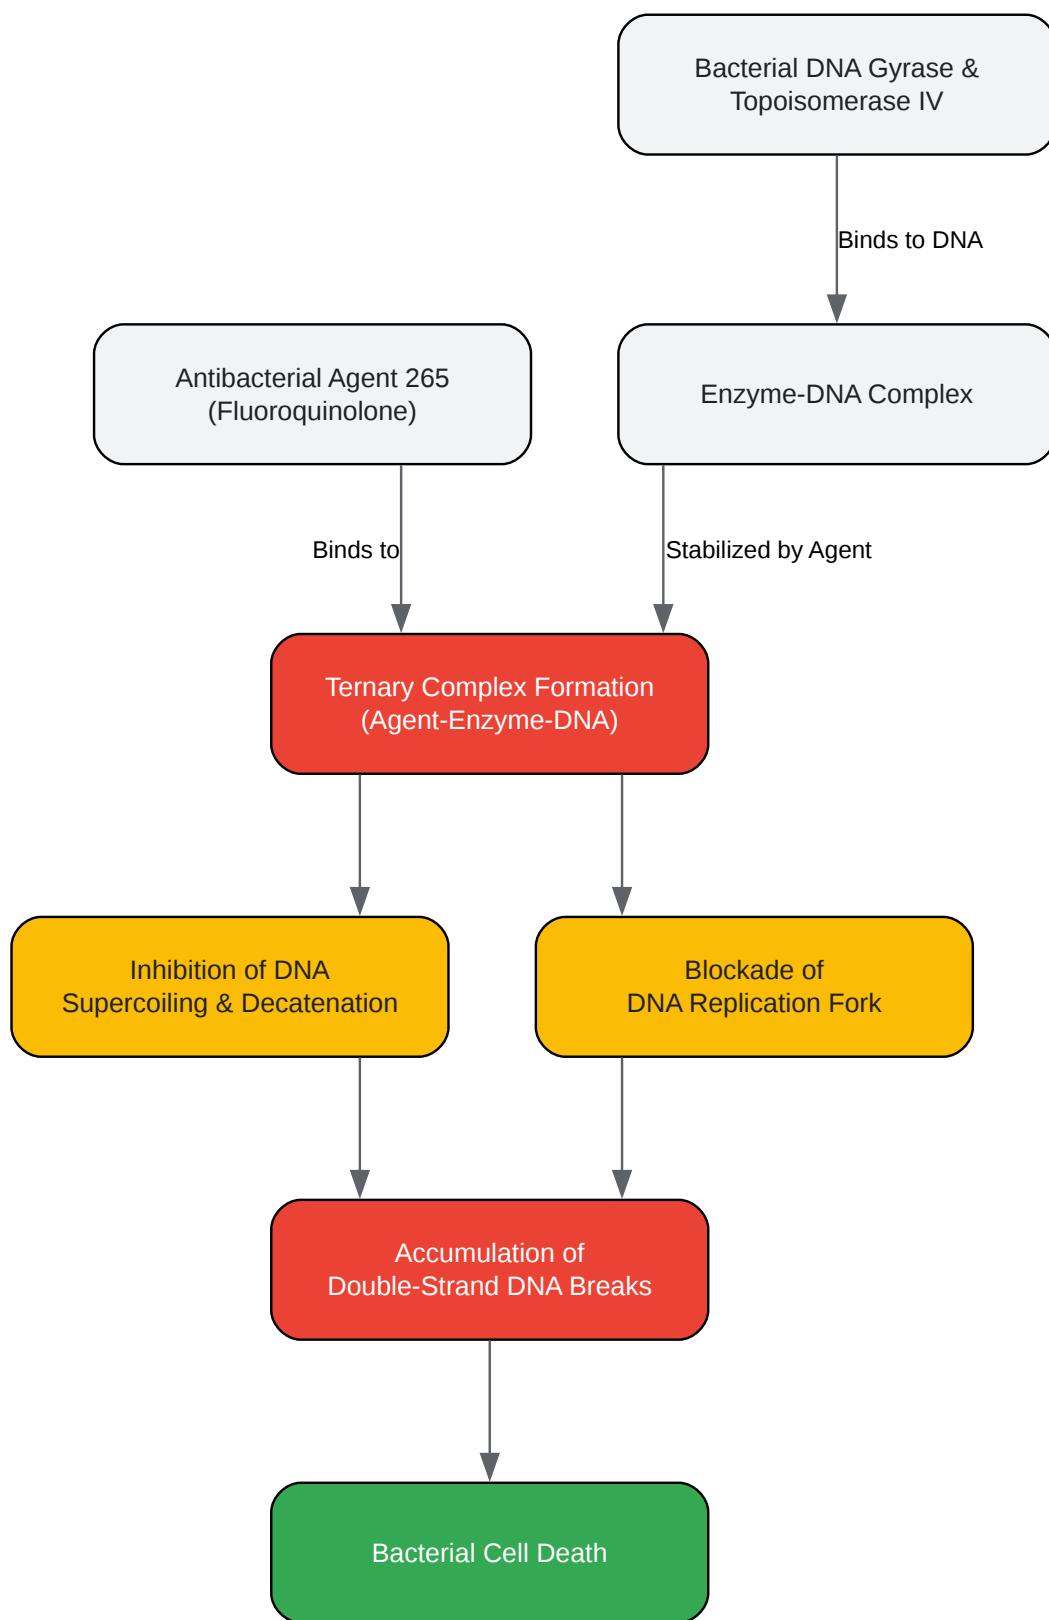 Bacterial DNA Gyrase &
Topoisomerase IV
Binds to DNA
Antibacterial Agent 265
(Fluoroquinolone)
Enzyme-DNA Complex
Binds to
Stabilized by Agent
Ternary Complex Formation
(Agent-Enzyme-DNA)
Inhibition of DNA
Supercoiling & Decatenation
Blockade of
DNA Replication Fork
Accumulation of
Double-Strand DNA Breaks
Bacterial Cell Death